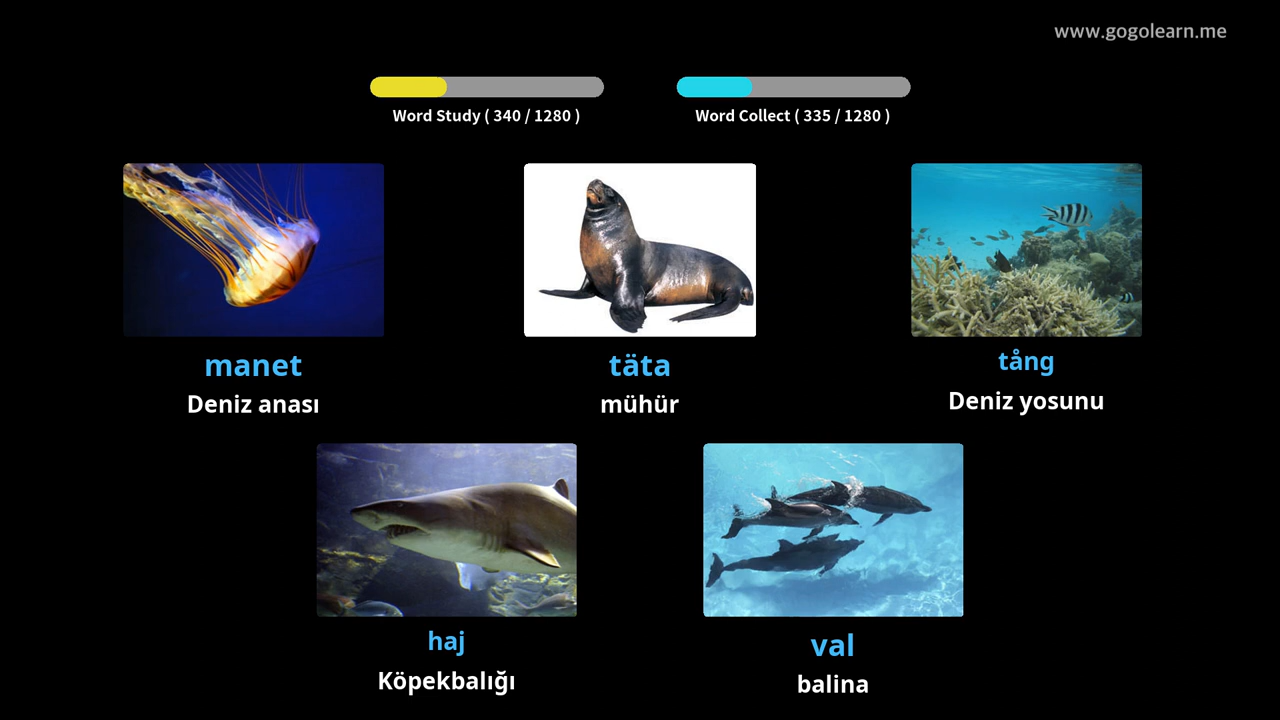 www.gogolearn.me
Word Study ( 340 / 1280 )
Word Collect ( 335 / 1280 )
manet
Deniz anası
täta
mühür
tång
Deniz yosunu
haj
Köpekbalığı
val
balina